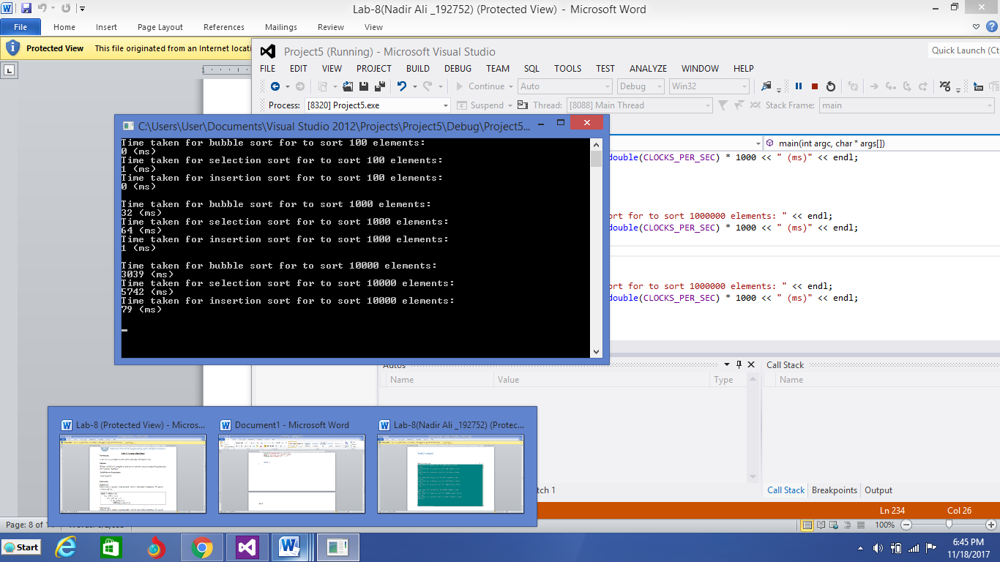 Lab-8(Nadir Ali _192752) (Protected View) - Microsoft Word
File Home Insert Page Layout References Mailings Review View
Protected View This file originated from an Internet locati
Project5 (Running) - Microsoft Visual Studio
Quick Launch (Ct
FILE EDIT VIEW PROJECT BUILD DEBUG TEAM SQL TOOLS TEST ANALYZE WINDOW HELP
Continue Auto Debug Win32
Process: [8320] Project5.exe Suspend Thread: [8088] Main Thread Stack Frame: main
C:\Users\User\Documents\Visual Studio 2012\Projects\Project5\Debug\Project5...
Time taken for bubble sort for to sort 100 elements:
0 (ms)
Time taken for selection sort for to sort 100 elements:
1 (ms)
Time taken for insertion sort for to sort 100 elements:
0 (ms)
Time taken for bubble sort for to sort 1000 elements:
32 (ms)
Time taken for selection sort for to sort 1000 elements:
64 (ms)
Time taken for insertion sort for to sort 1000 elements:
1 (ms)
Time taken for bubble sort for to sort 10000 elements:
3039 (ms)
Time taken for selection sort for to sort 10000 elements:
5742 (ms)
Time taken for insertion sort for to sort 10000 elements:
79 (ms)
main(int argc, char * args[])
double(CLOCKS_PER_SEC) * 1000 << " (ms)" << endl;
ort for to sort 1000000 elements: " << endl;
double(CLOCKS_PER_SEC) * 1000 << " (ms)" << endl;
ort for to sort 1000000 elements: " << endl;
double(CLOCKS_PER_SEC) * 1000 << " (ms)" << endl;
Autos
Name Value Type
Call Stack
Name
tch 1
Call Stack Breakpoints Output
Ln 234 Col 26
Lab-8 (Protected View) - Micros...
Document1 - Microsoft Word
Lab-8(Nadir Ali _192752) (Protec...
Page: 8 of 1
100%
Start
6:45 PM
11/18/2017